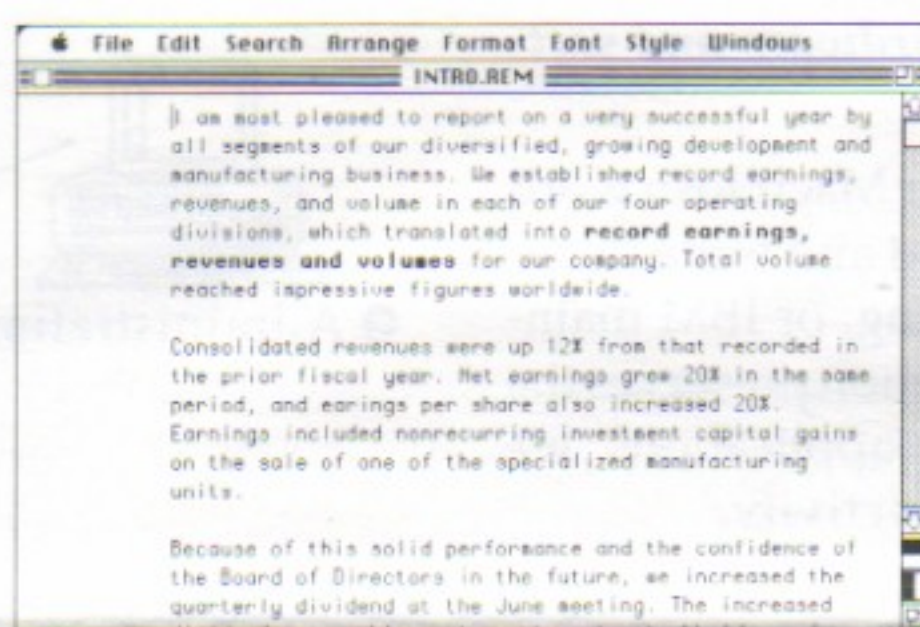 File Edit Search Arrange Format Font Style Windows
INTRO.REM
I am most pleased to report on a very successful year by
all segments of our diversified, growing development and
manufacturing business. We established record earnings,
revenues, and volume in each of our four operating
divisions, which translated into record earnings,
revenues and volumes for our company. Total volume
reached impressive figures worldwide.
Consolidated revenues were up 12% from that recorded in
the prior fiscal year. Net earnings grew 20% in the same
period, and earings per share also increased 20%.
Earnings included nonrecurring investment capital gains
on the sale of one of the specialized manufacturing
units.
Because of this solid performance and the confidence of
the Board of Directors in the future, we increased the
quarterly dividend at the June meeting. The increased